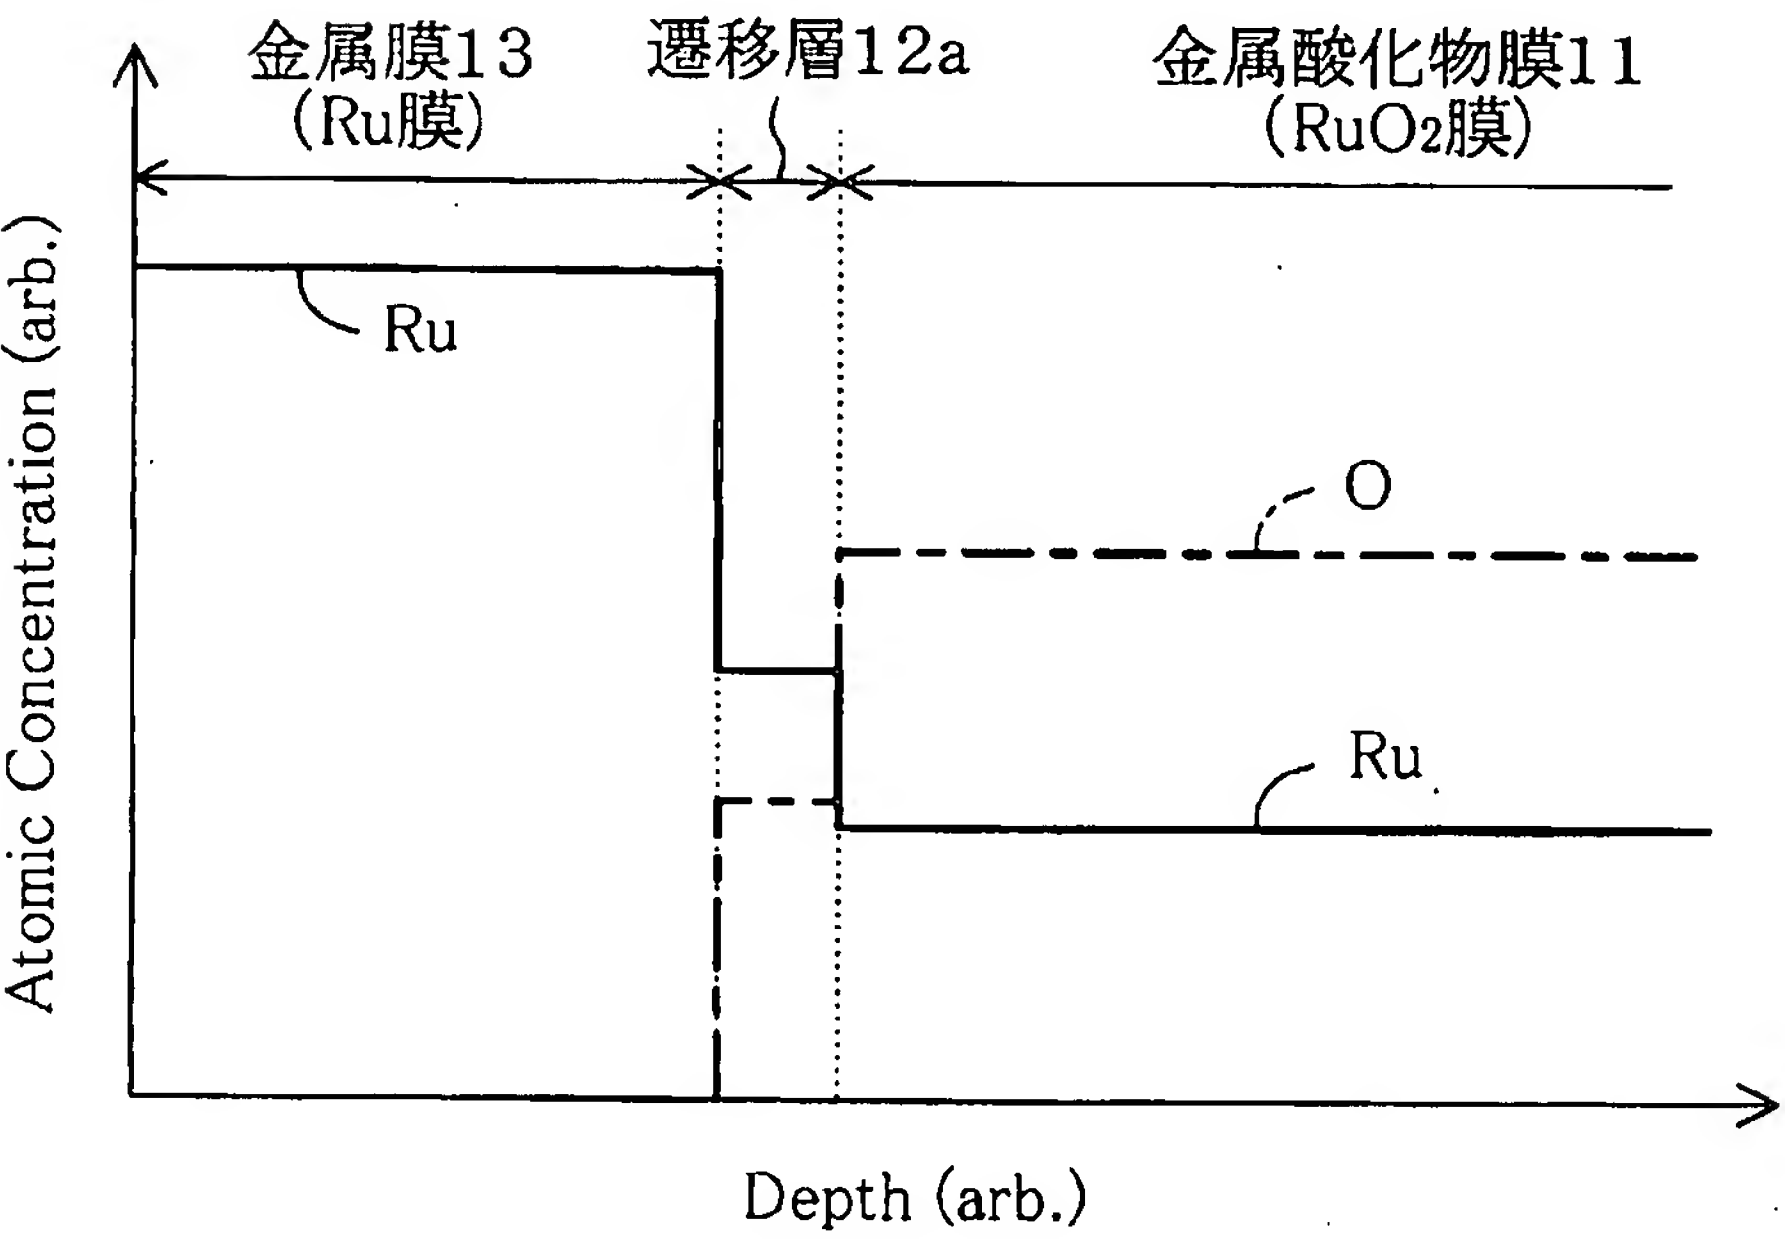 金属膜13
(Ru膜)
遷移層12a
金属酸化物膜11
(RuO₂膜)
Atomic Concentration (arb.)
Ru
O
Ru
Depth (arb.)